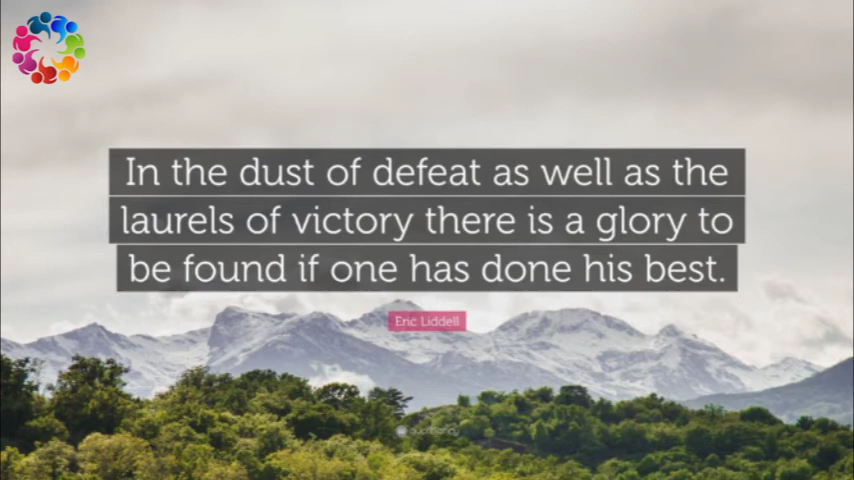 In the dust of defeat as well as the
laurels of victory there is a glory to
be found if one has done his best.
Eric Liddell